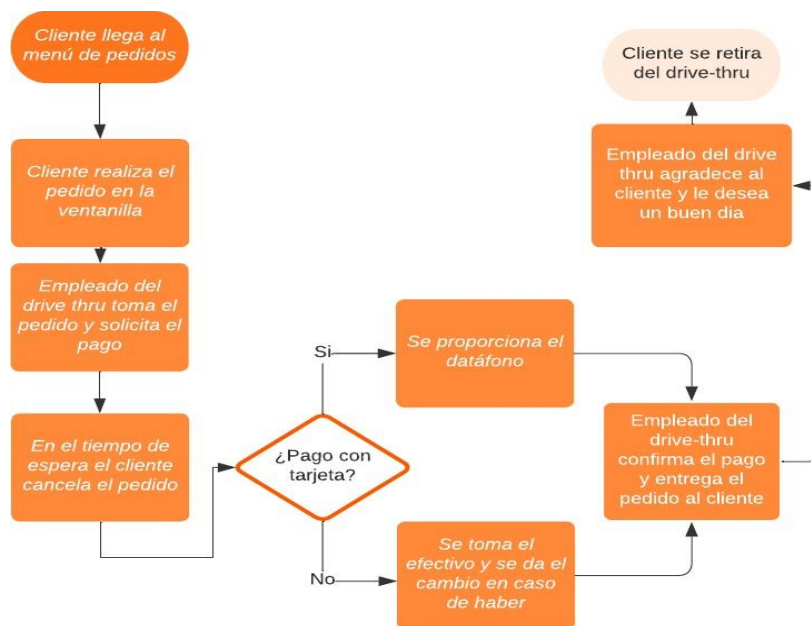 Cliente llega al
menú de pedidos
Cliente realiza el
pedido en la
ventanilla
Empleado del
drive thru toma el
pedido y solicita el
pago
En el tiempo de
espera el cliente
cancela el pedido
¿Pago con
tarjeta?
Si
Se proporciona el
datáfono
No
Se toma el
efectivo y se da el
cambio en caso
de haber
Empleado del
drive-thru
confirma el pago
y entrega el
pedido al cliente
Empleado del drive
thru agradece al
cliente y le desea
un buen dia
Cliente se retira
del drive-thru